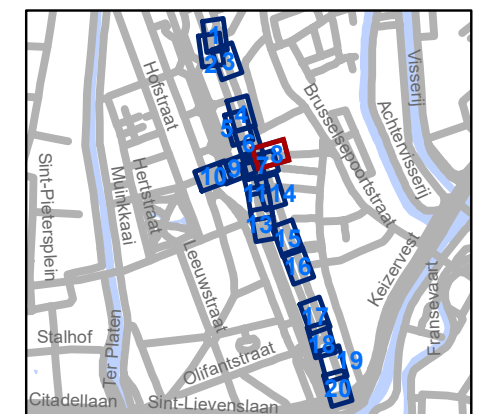 1
2
3
Hofstraat
Visserij
4
5
Brusselsepoortstraat
Achtervisserij
6
7
8
9
10
Sint-Pietersplein
Muinkkaai
Hertstraat
11
14
13
15
16
Leeuwstraat
Keizervest
Fransevaart
17
18
19
20
Stalhof
Ter Platen
Olifantstraat
Citadellaan
Sint-Lievenslaan